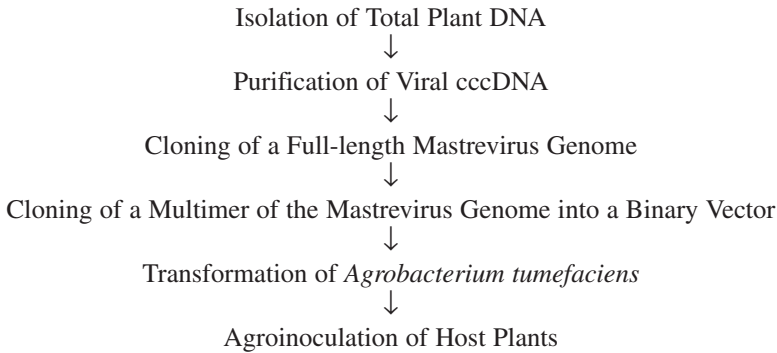 Isolation of Total Plant DNA
↓
Purification of Viral cccDNA
↓
Cloning of a Full-length Mastrevirus Genome
↓
Cloning of a Multimer of the Mastrevirus Genome into a Binary Vector
↓
Transformation of Agrobacterium tumefaciens
↓
Agroinoculation of Host Plants